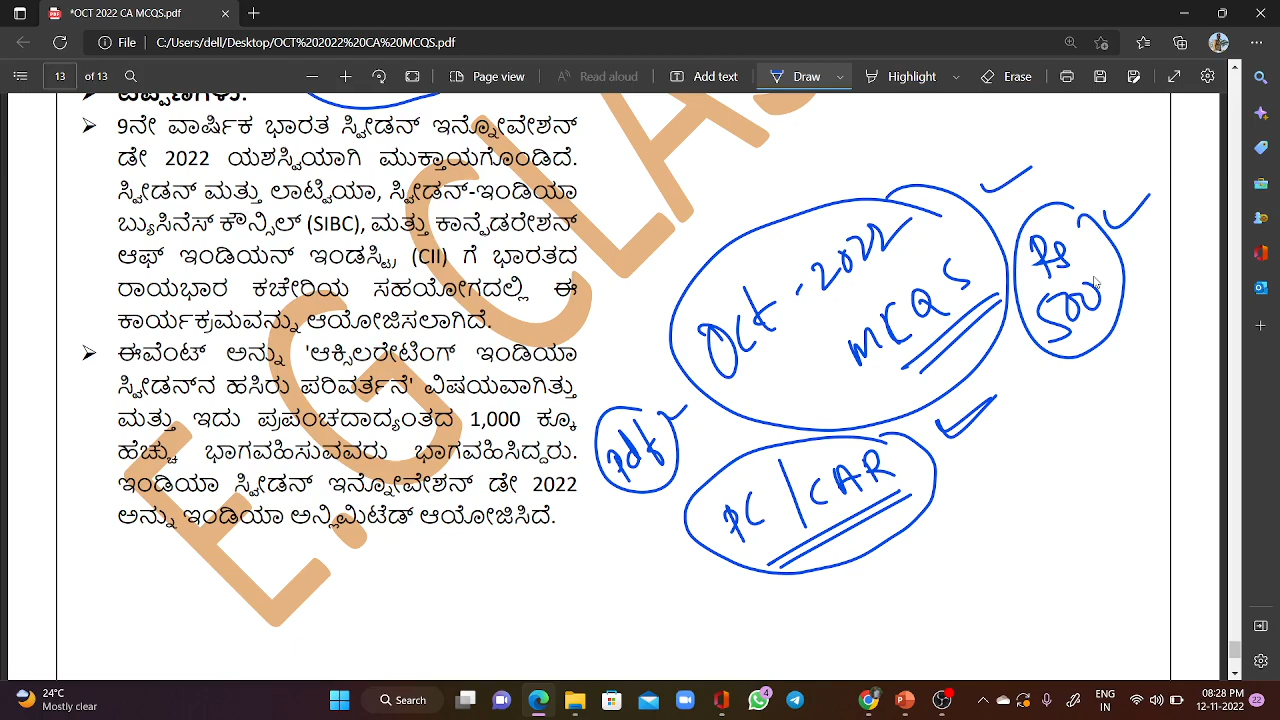 *OCT 2022 CA MCQS.pdf
File C:/Users/dell/Desktop/OCT%202022%20CA%20MCQS.pdf
13 of 13 Page view Read aloud Add text Draw Highlight Erase
ಟಿಪ್ಪಣಿಗಳು:
9ನೇ ವಾರ್ಷಿಕ ಭಾರತ ಸ್ವೀಡನ್ ಇನ್ನೋವೇಶನ್
ಡೇ 2022 ಯಶಸ್ವಿಯಾಗಿ ಮುಕ್ತಾಯಗೊಂಡಿದೆ.
ಸ್ವೀಡನ್ ಮತ್ತು ಲಾಟ್ವಿಯಾ, ಸ್ವೀಡನ್-ಇಂಡಿಯಾ
ಬ್ಯುಸಿನೆಸ್ ಕೌನ್ಸಿಲ್ (SIBC), ಮತ್ತು ಕಾನ್ಫೆಡರೇಶನ್
ಆಫ್ ಇಂಡಿಯನ್ ಇಂಡಸ್ಟ್ರಿ (CII) ಗೆ ಭಾರತದ
ರಾಯಭಾರ ಕಚೇರಿಯ ಸಹಯೋಗದಲ್ಲಿ ಈ
ಕಾರ್ಯಕ್ರಮವನ್ನು ಆಯೋಜಿಸಲಾಗಿದೆ.
ಈವೆಂಟ್ ಅನ್ನು 'ಆಕ್ಸಿಲರೇಟಿಂಗ್ ಇಂಡಿಯಾ
ಸ್ವೀಡನ್‌ನ ಹಸಿರು ಪರಿವರ್ತನೆ' ವಿಷಯವಾಗಿತ್ತು
ಮತ್ತು ಇದು ಪ್ರಪಂಚದಾದ್ಯಂತದ 1,000 ಕ್ಕೂ
ಹೆಚ್ಚು ಭಾಗವಹಿಸುವವರು ಭಾಗವಹಿಸಿದ್ದರು.
ಇಂಡಿಯಾ ಸ್ವೀಡನ್ ಇನ್ನೋವೇಶನ್ ಡೇ 2022
ಅನ್ನು ಇಂಡಿಯಾ ಅನ್ಲಿಮಿಟೆಡ್ ಆಯೋಜಿಸಿದೆ.
E.G CLAS
Oct - 2022
MCQS
Rs
500
pdf
PC / CAR
24°C
Mostly clear
Search
4
ENG
IN
08:28 PM
12-11-2022
22